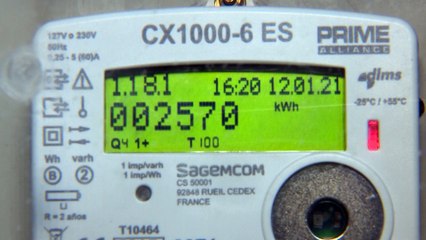 127V o 230V
50Hz
0,25 - 5 (60)A
CX1000-6 ES
PRIME
ALLIANCE
1.18.1 16:20 12.01.21
002570 kWh
Q4 1+ T100
dlms
-25°C / +55°C
Wh varh
B 2
R = 2 años
1 imp/varh
1 imp/Wh
SAGEMCOM
CS 50001
92848 RUEIL CEDEX
FRANCE
T10464